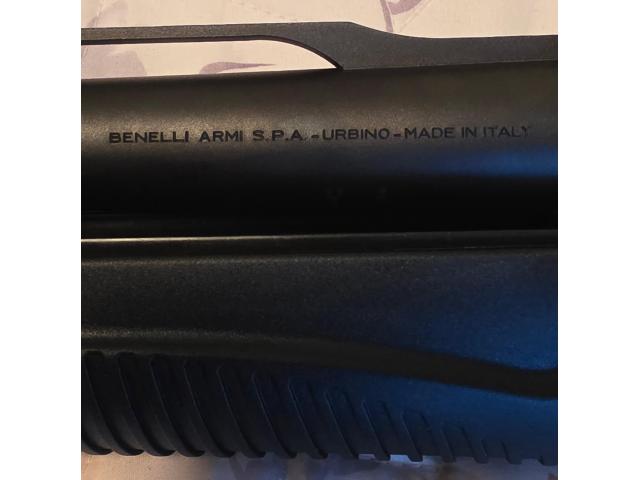 BENELLI ARMI S.P.A. - URBINO - MADE IN ITALY